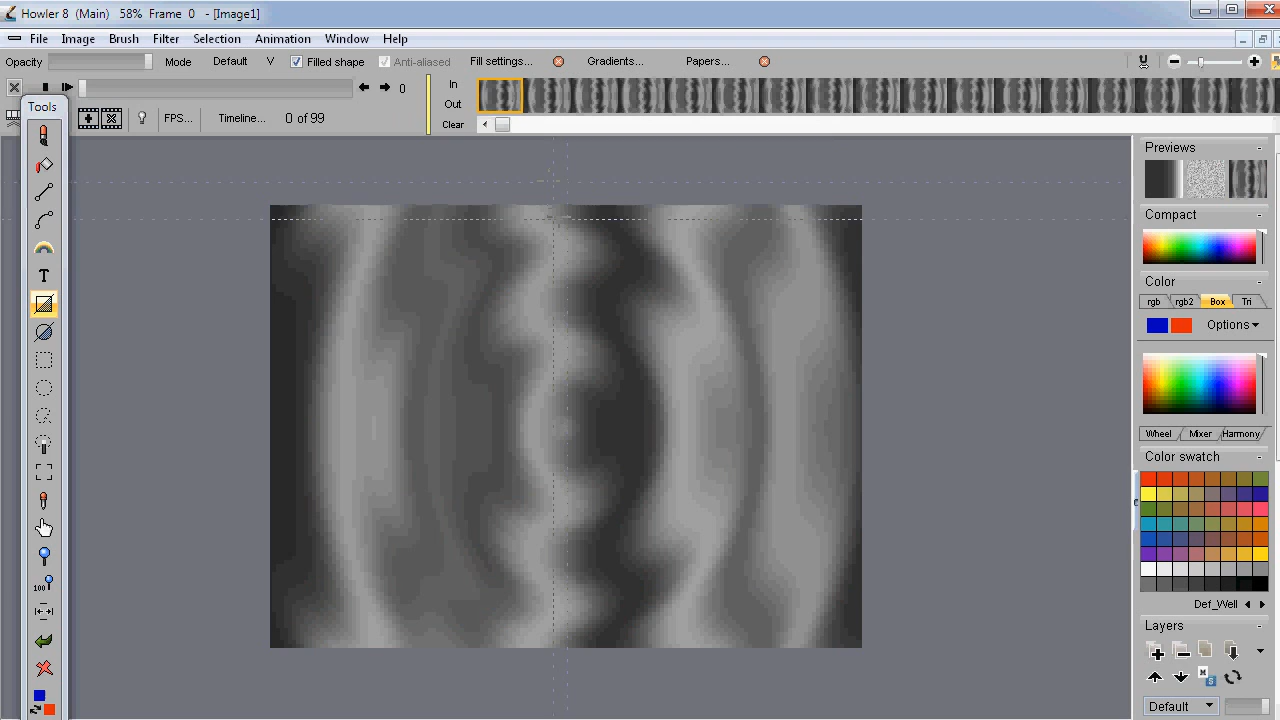 Howler 8 (Main) 58% Frame 0 - [Image1]
File Image Brush Filter Selection Animation Window Help
Opacity Mode Default V Filled shape Anti-aliased Fill settings... Gradients... Papers... U
0 In
Out
Clear
FPS... Timeline... 0 of 99
Tools
T
100
Previews
Compact
Color
rgb rgb2 Box Tri
Options
Wheel Mixer Harmony
Color swatch
Def_Well
Layers
M
S
Default